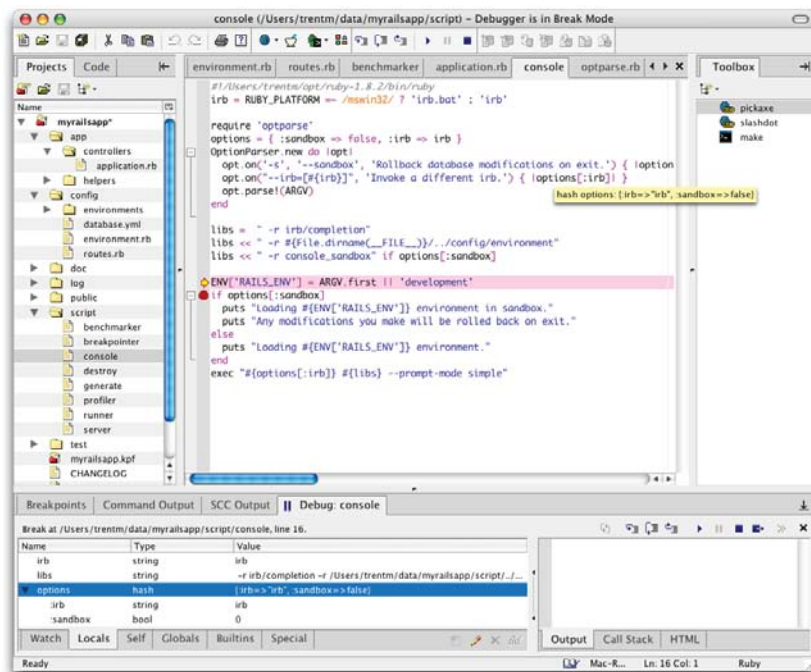 console (/Users/trentm/data/myrailsapp/script) – Debugger is in Break Mode
Projects
Code
environment.rb
routes.rb
benchmarker
application.rb
console
optparse.rb
Toolbox
Name
myrailsapp*
app
controllers
application.rb
helpers
config
environments
database.yml
environment.rb
routes.rb
doc
log
public
script
benchmarker
breakpointer
console
destroy
generate
profiler
runner
server
test
myrailsapp.kpf
CHANGELOG
#!/Users/trentm/opt/ruby-1.8.2/bin/ruby
irb = RUBY_PLATFORM =~ /mswin32/ ? 'irb.bat' : 'irb'
require 'optparse'
options = { :sandbox => false, :irb => irb }
OptionParser.new do |opt|
opt.on('-s', '--sandbox', 'Rollback database modifications on exit.') { |option
opt.on("--irb=[#{irb}]", 'Invoke a different irb.') { |options[:irb]| }
opt.parse!(ARGV)
end
hash options: {:irb=>"irb", :sandbox=>false}
libs = " -r irb/completion"
libs << " -r #{File.dirname(__FILE__)}/../config/environment"
libs << " -r console_sandbox" if options[:sandbox]
ENV['RAILS_ENV'] = ARGV.first || 'development'
if options[:sandbox]
puts "Loading #{ENV['RAILS_ENV']} environment in sandbox."
puts "Any modifications you make will be rolled back on exit."
else
puts "Loading #{ENV['RAILS_ENV']} environment."
end
exec "#{options[:irb]} #{libs} --prompt-mode simple"
pickaxe
slashdot
make
Breakpoints
Command Output
SCC Output
Debug: console
Break at /Users/trentm/data/myrailsapp/script/console, line 16.
Name Type Value
irb string irb
libs string -r irb/completion -r /Users/trentm/data/myrailsapp/script/../...
options hash {:irb=>"irb", :sandbox=>false}
:irb string irb
:sandbox bool 0
Watch
Locals
Self
Globals
Builtins
Special
Output
Call Stack
HTML
Ready
Mac-R...
Ln: 16 Col: 1
Ruby